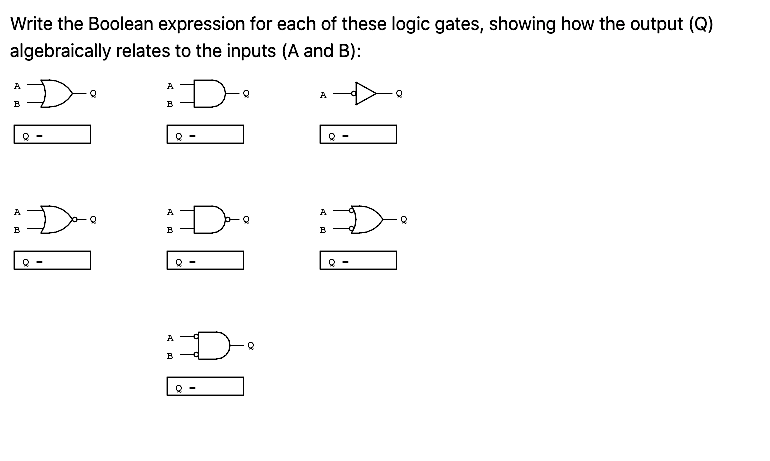 Write the Boolean expression for each of these logic gates, showing how the output (Q)
algebraically relates to the inputs (A and B):
A Q A Q A Q
B B
Q = Q = Q =
A Q A Q A Q
B B B
Q = Q = Q =
A Q
B
Q =